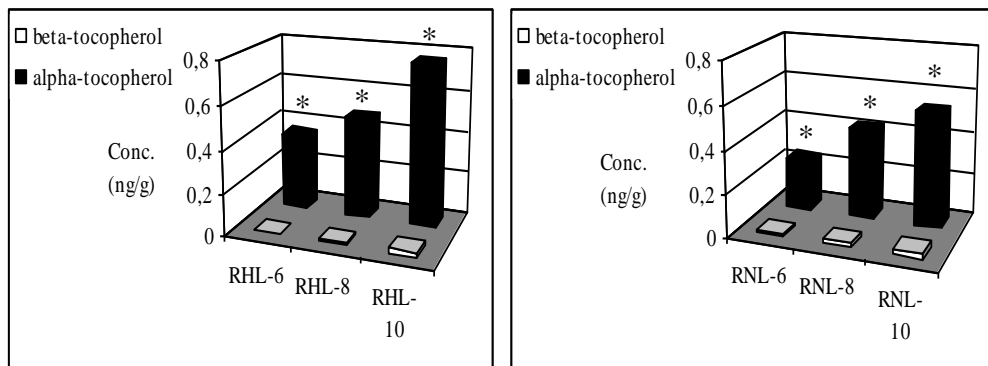 beta-tocopherol
alpha-tocopherol
Conc.
(ng/g)
0,8
0,6
0,4
0,2
0
*
*
*
RHL-6
RHL-8
RHL-
10
beta-tocopherol
alpha-tocopherol
Conc.
(ng/g)
0,8
0,6
0,4
0,2
0
*
*
*
RNL-6
RNL-8
RNL-
10